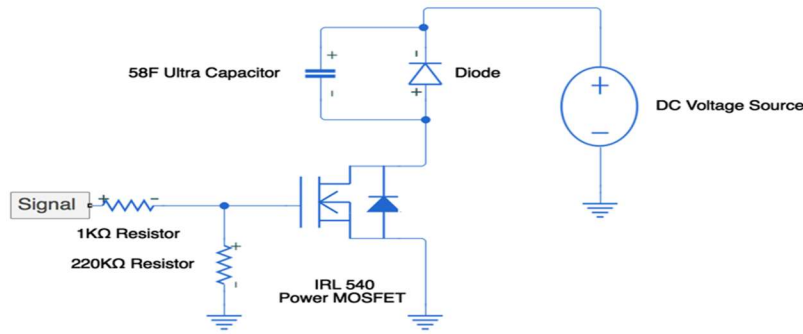 58F Ultra Capacitor
Diode
DC Voltage Source
Signal
1KΩ Resistor
220KΩ Resistor
IRL 540
Power MOSFET